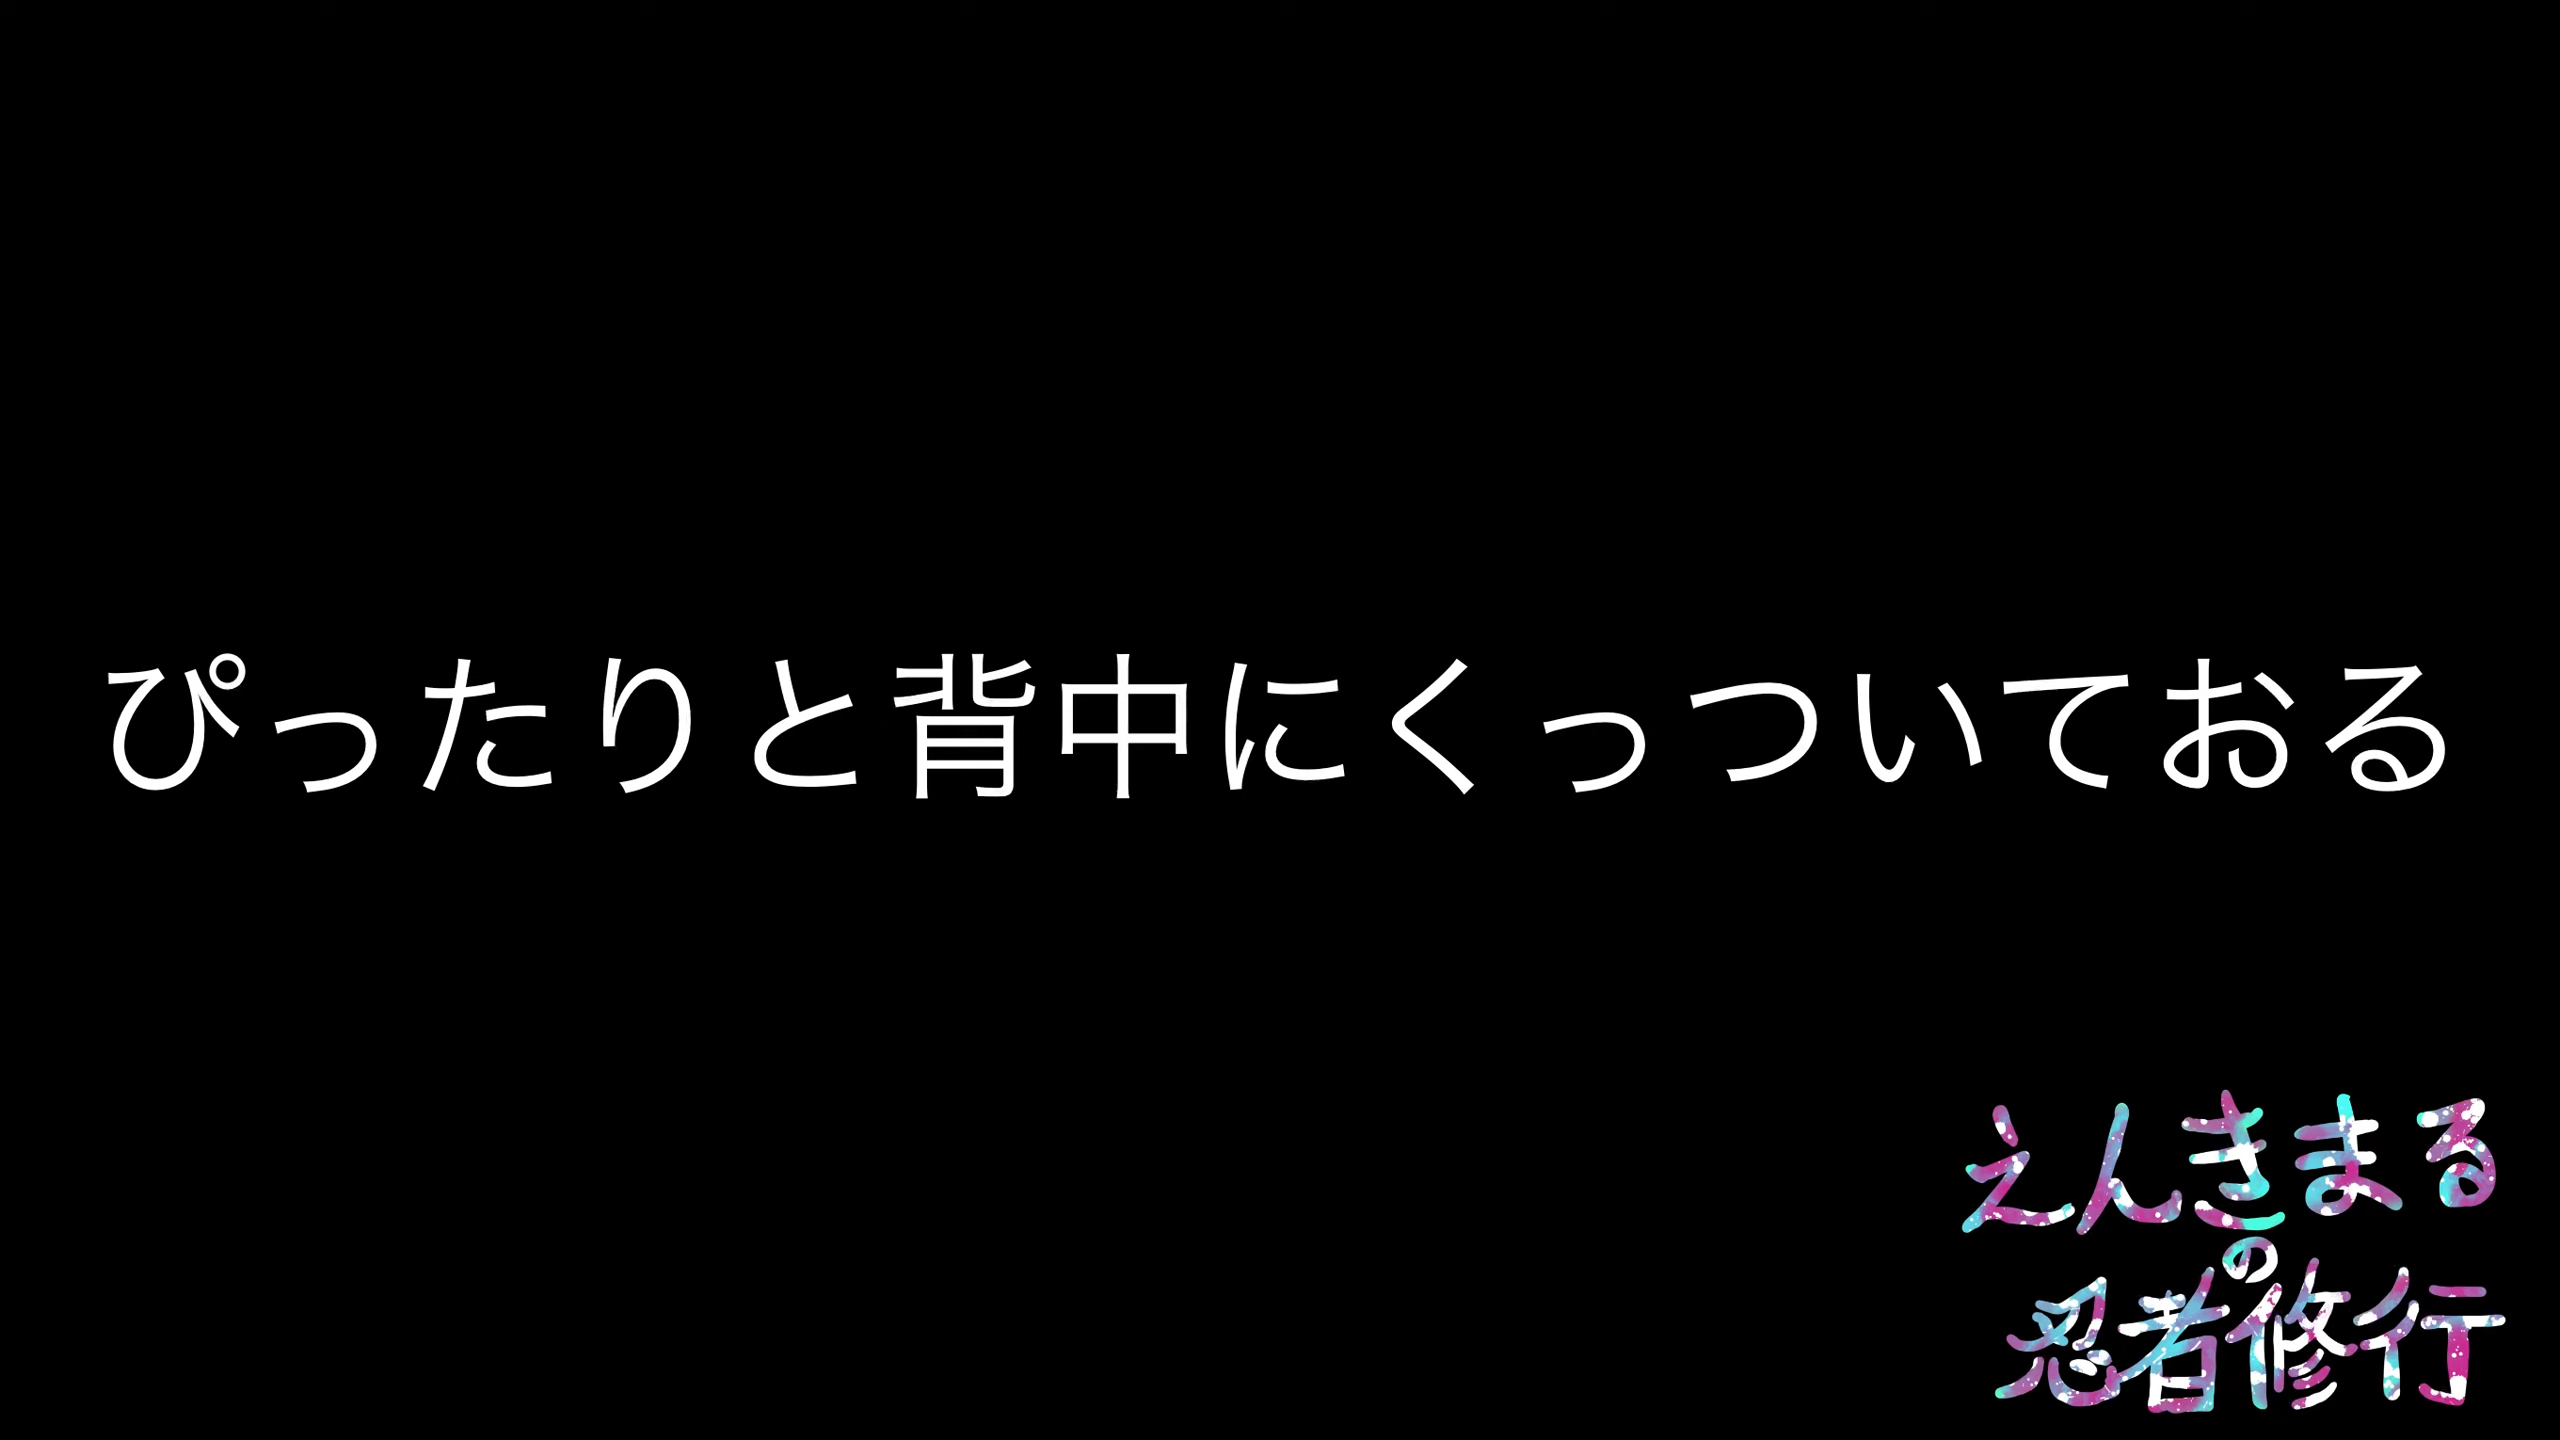 ぴったりと背中にくっついておる
えんきまる
の
忍者修行